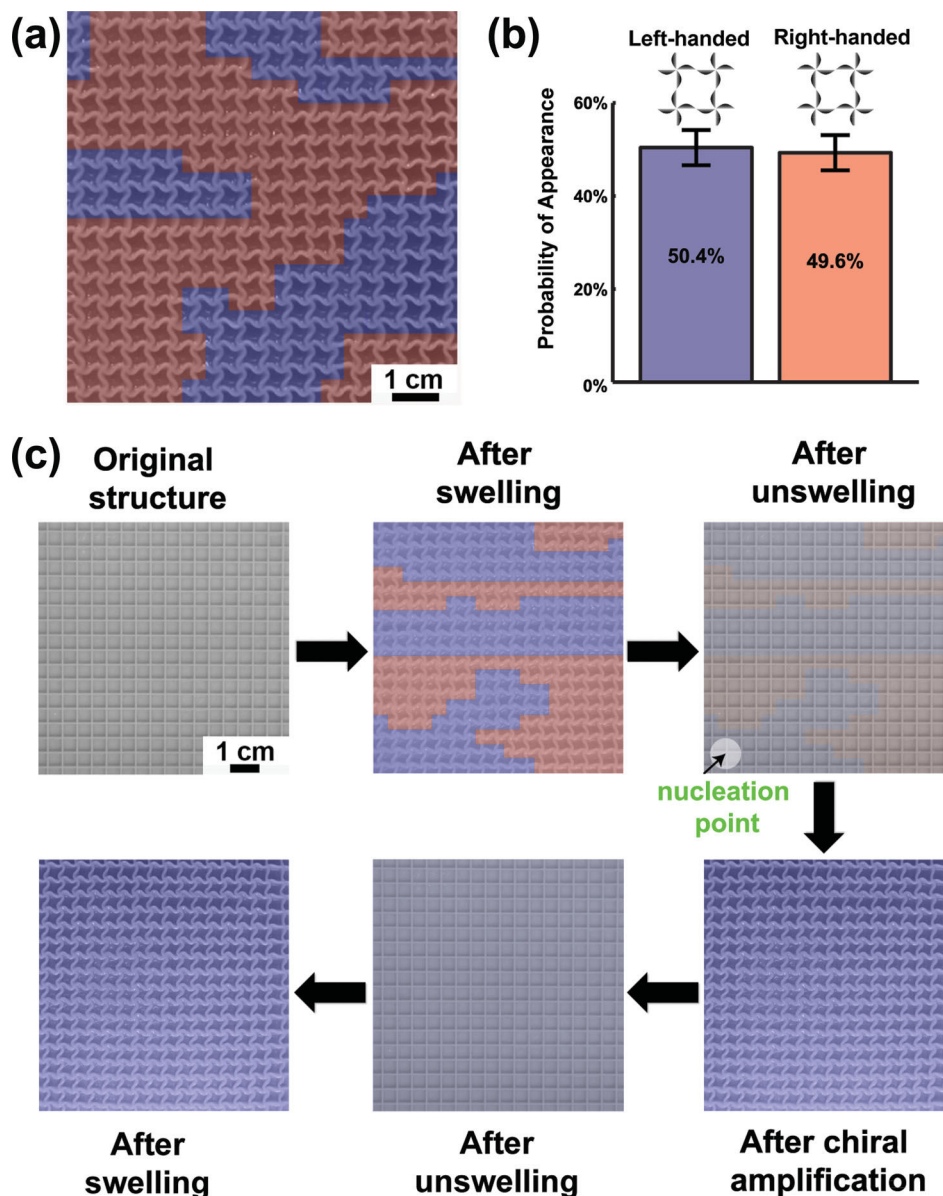 (a)
1 cm
(b)
Left-handed
Right-handed
Probability of Appearance
60%
40%
20%
0%
50.4%
49.6%
(c)
Original
structure
After
swelling
After
unswelling
1 cm
nucleation
point
After
swelling
After
unswelling
After chiral
amplification